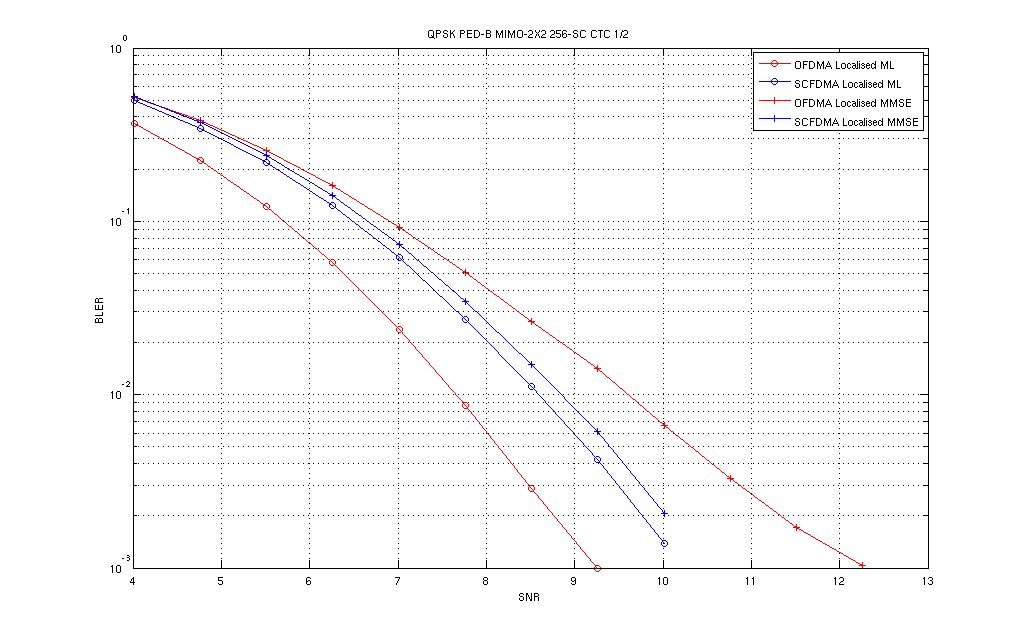 QPSK PED-B MIMO-2X2 256-SC CTC 1/2
OFDMA Localised ML
SCFDMA Localised ML
OFDMA Localised MMSE
SCFDMA Localised MMSE
10^0
10^-1
10^-2
10^-3
BLER
4 5 6 7 8 9 10 11 12 13
SNR